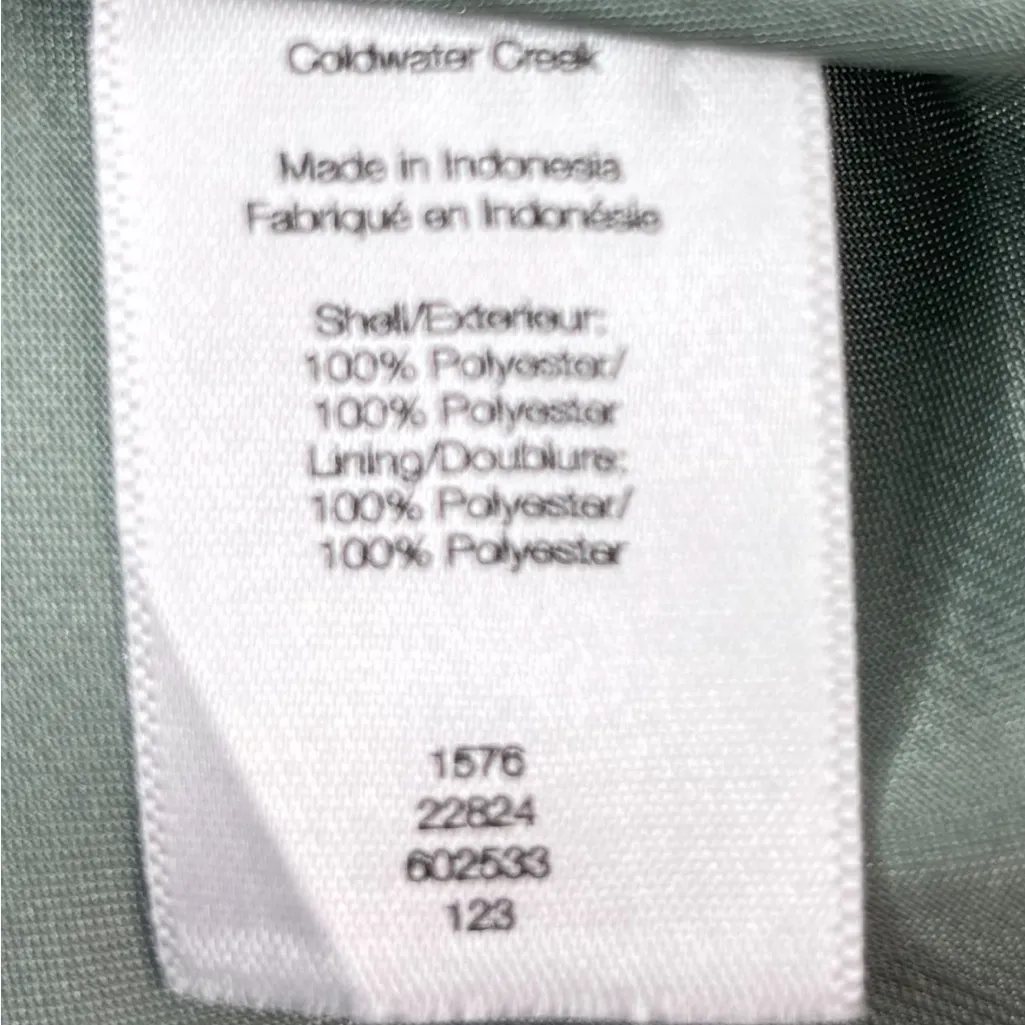 Coldwater Creek
Made in Indonesia
Fabriqué en Indonésie
Shell/Exterieur:
100% Polyester/
100% Polyester
Lining/Doublure:
100% Polyester/
100% Polyester
1576
22824
602533
123